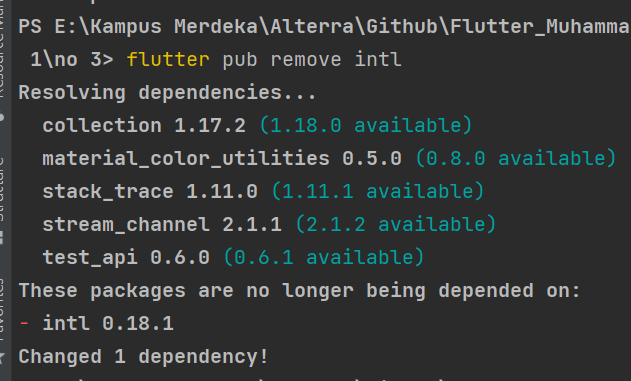 PS E:\Kampus Merdeka\Alterra\Github\Flutter_Muhamma
1\no 3> flutter pub remove intl
Resolving dependencies...
collection 1.17.2 (1.18.0 available)
material_color_utilities 0.5.0 (0.8.0 available)
stack_trace 1.11.0 (1.11.1 available)
stream_channel 2.1.1 (2.1.2 available)
test_api 0.6.0 (0.6.1 available)
These packages are no longer being depended on:
- intl 0.18.1
Changed 1 dependency!
Structure